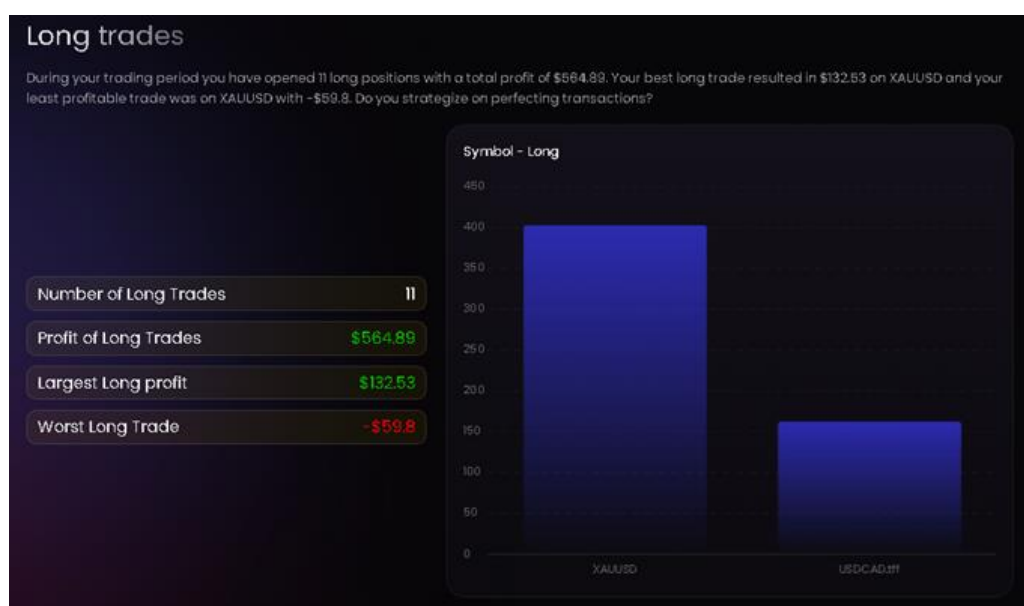 Long trades
During your trading period you have opened 11 long positions with a total profit of $564.89. Your best long trade resulted in $132.53 on XAUUSD and your
least profitable trade was on XAUUSD with -$59.8. Do you strategize on perfecting transactions?
Symbol - Long
450
400
350
300
250
200
150
100
50
0
XAUUSD
USDCAD.tff
Number of Long Trades 11
Profit of Long Trades $564.89
Largest Long profit $132.53
Worst Long Trade -$59.8